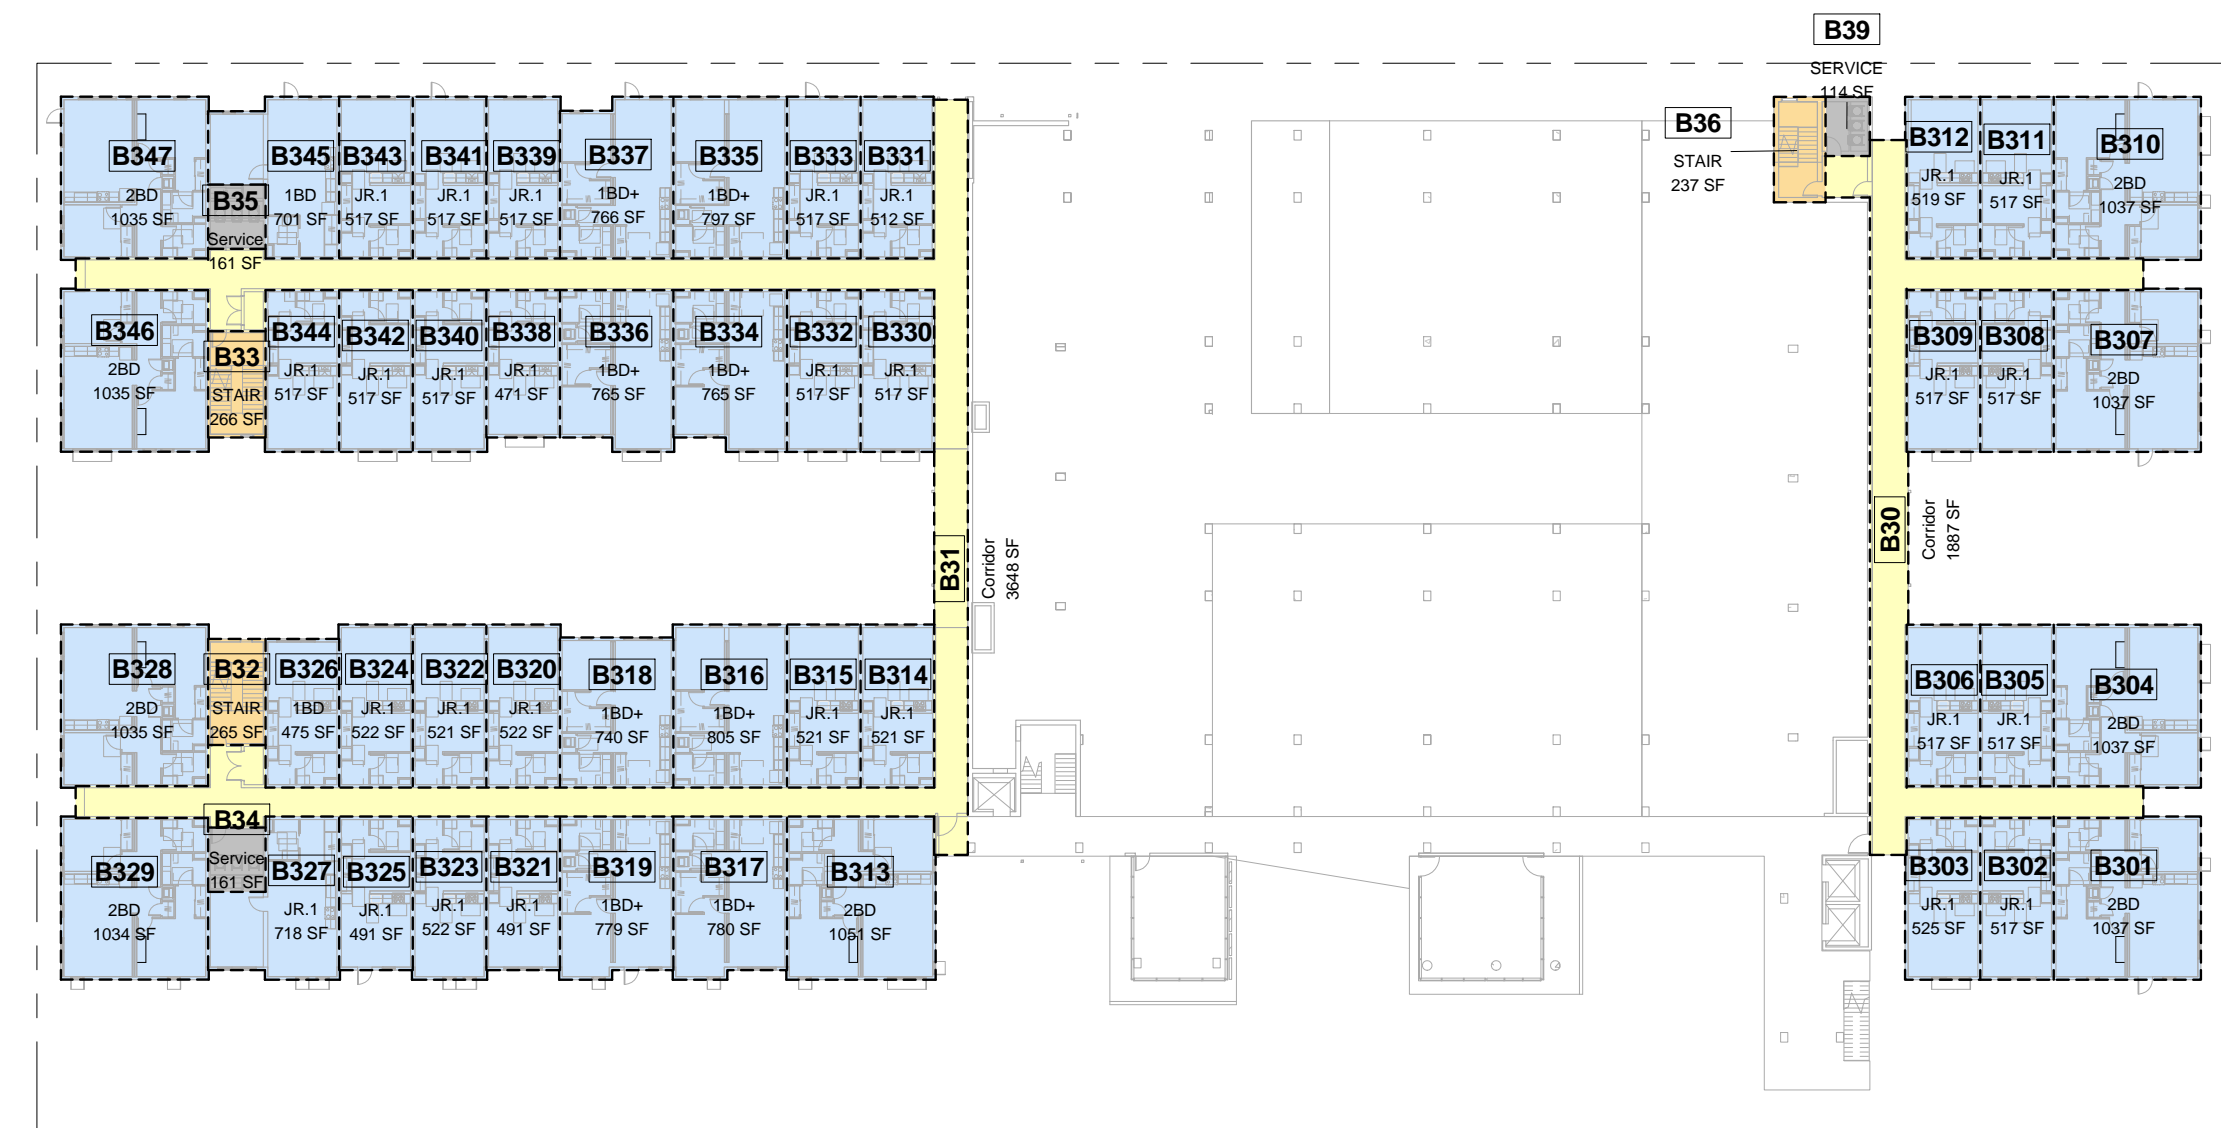 B39
SERVICE
114 SF
B36
STAIR
237 SF
B347
2BD
1035 SF
B35
Service
161 SF
B345
1BD
701 SF
B343
JR.1
517 SF
B341
JR.1
517 SF
B339
JR.1
517 SF
B337
1BD+
766 SF
B335
1BD+
797 SF
B333
JR.1
517 SF
B331
JR.1
512 SF
B312
JR.1
519 SF
B311
JR.1
517 SF
B310
2BD
1037 SF
B346
2BD
1035 SF
B33
STAIR
266 SF
B344
JR.1
517 SF
B342
JR.1
517 SF
B340
JR.1
517 SF
B338
JR.1
471 SF
B336
1BD+
765 SF
B334
1BD+
765 SF
B332
JR.1
517 SF
B330
JR.1
517 SF
B309
JR.1
517 SF
B308
JR.1
517 SF
B307
2BD
1037 SF
B31
Corridor
3648 SF
B30
Corridor
1887 SF
B328
2BD
1035 SF
B32
STAIR
265 SF
B326
1BD
475 SF
B324
JR.1
522 SF
B322
JR.1
521 SF
B320
JR.1
522 SF
B318
1BD+
740 SF
B316
1BD+
805 SF
B315
JR.1
521 SF
B314
JR.1
521 SF
B306
JR.1
517 SF
B305
JR.1
517 SF
B304
2BD
1037 SF
B329
2BD
1034 SF
B34
Service
161 SF
B327
JR.1
718 SF
B325
JR.1
491 SF
B323
JR.1
522 SF
B321
JR.1
491 SF
B319
1BD+
779 SF
B317
1BD+
780 SF
B313
2BD
1051 SF
B303
JR.1
525 SF
B302
JR.1
517 SF
B301
2BD
1037 SF